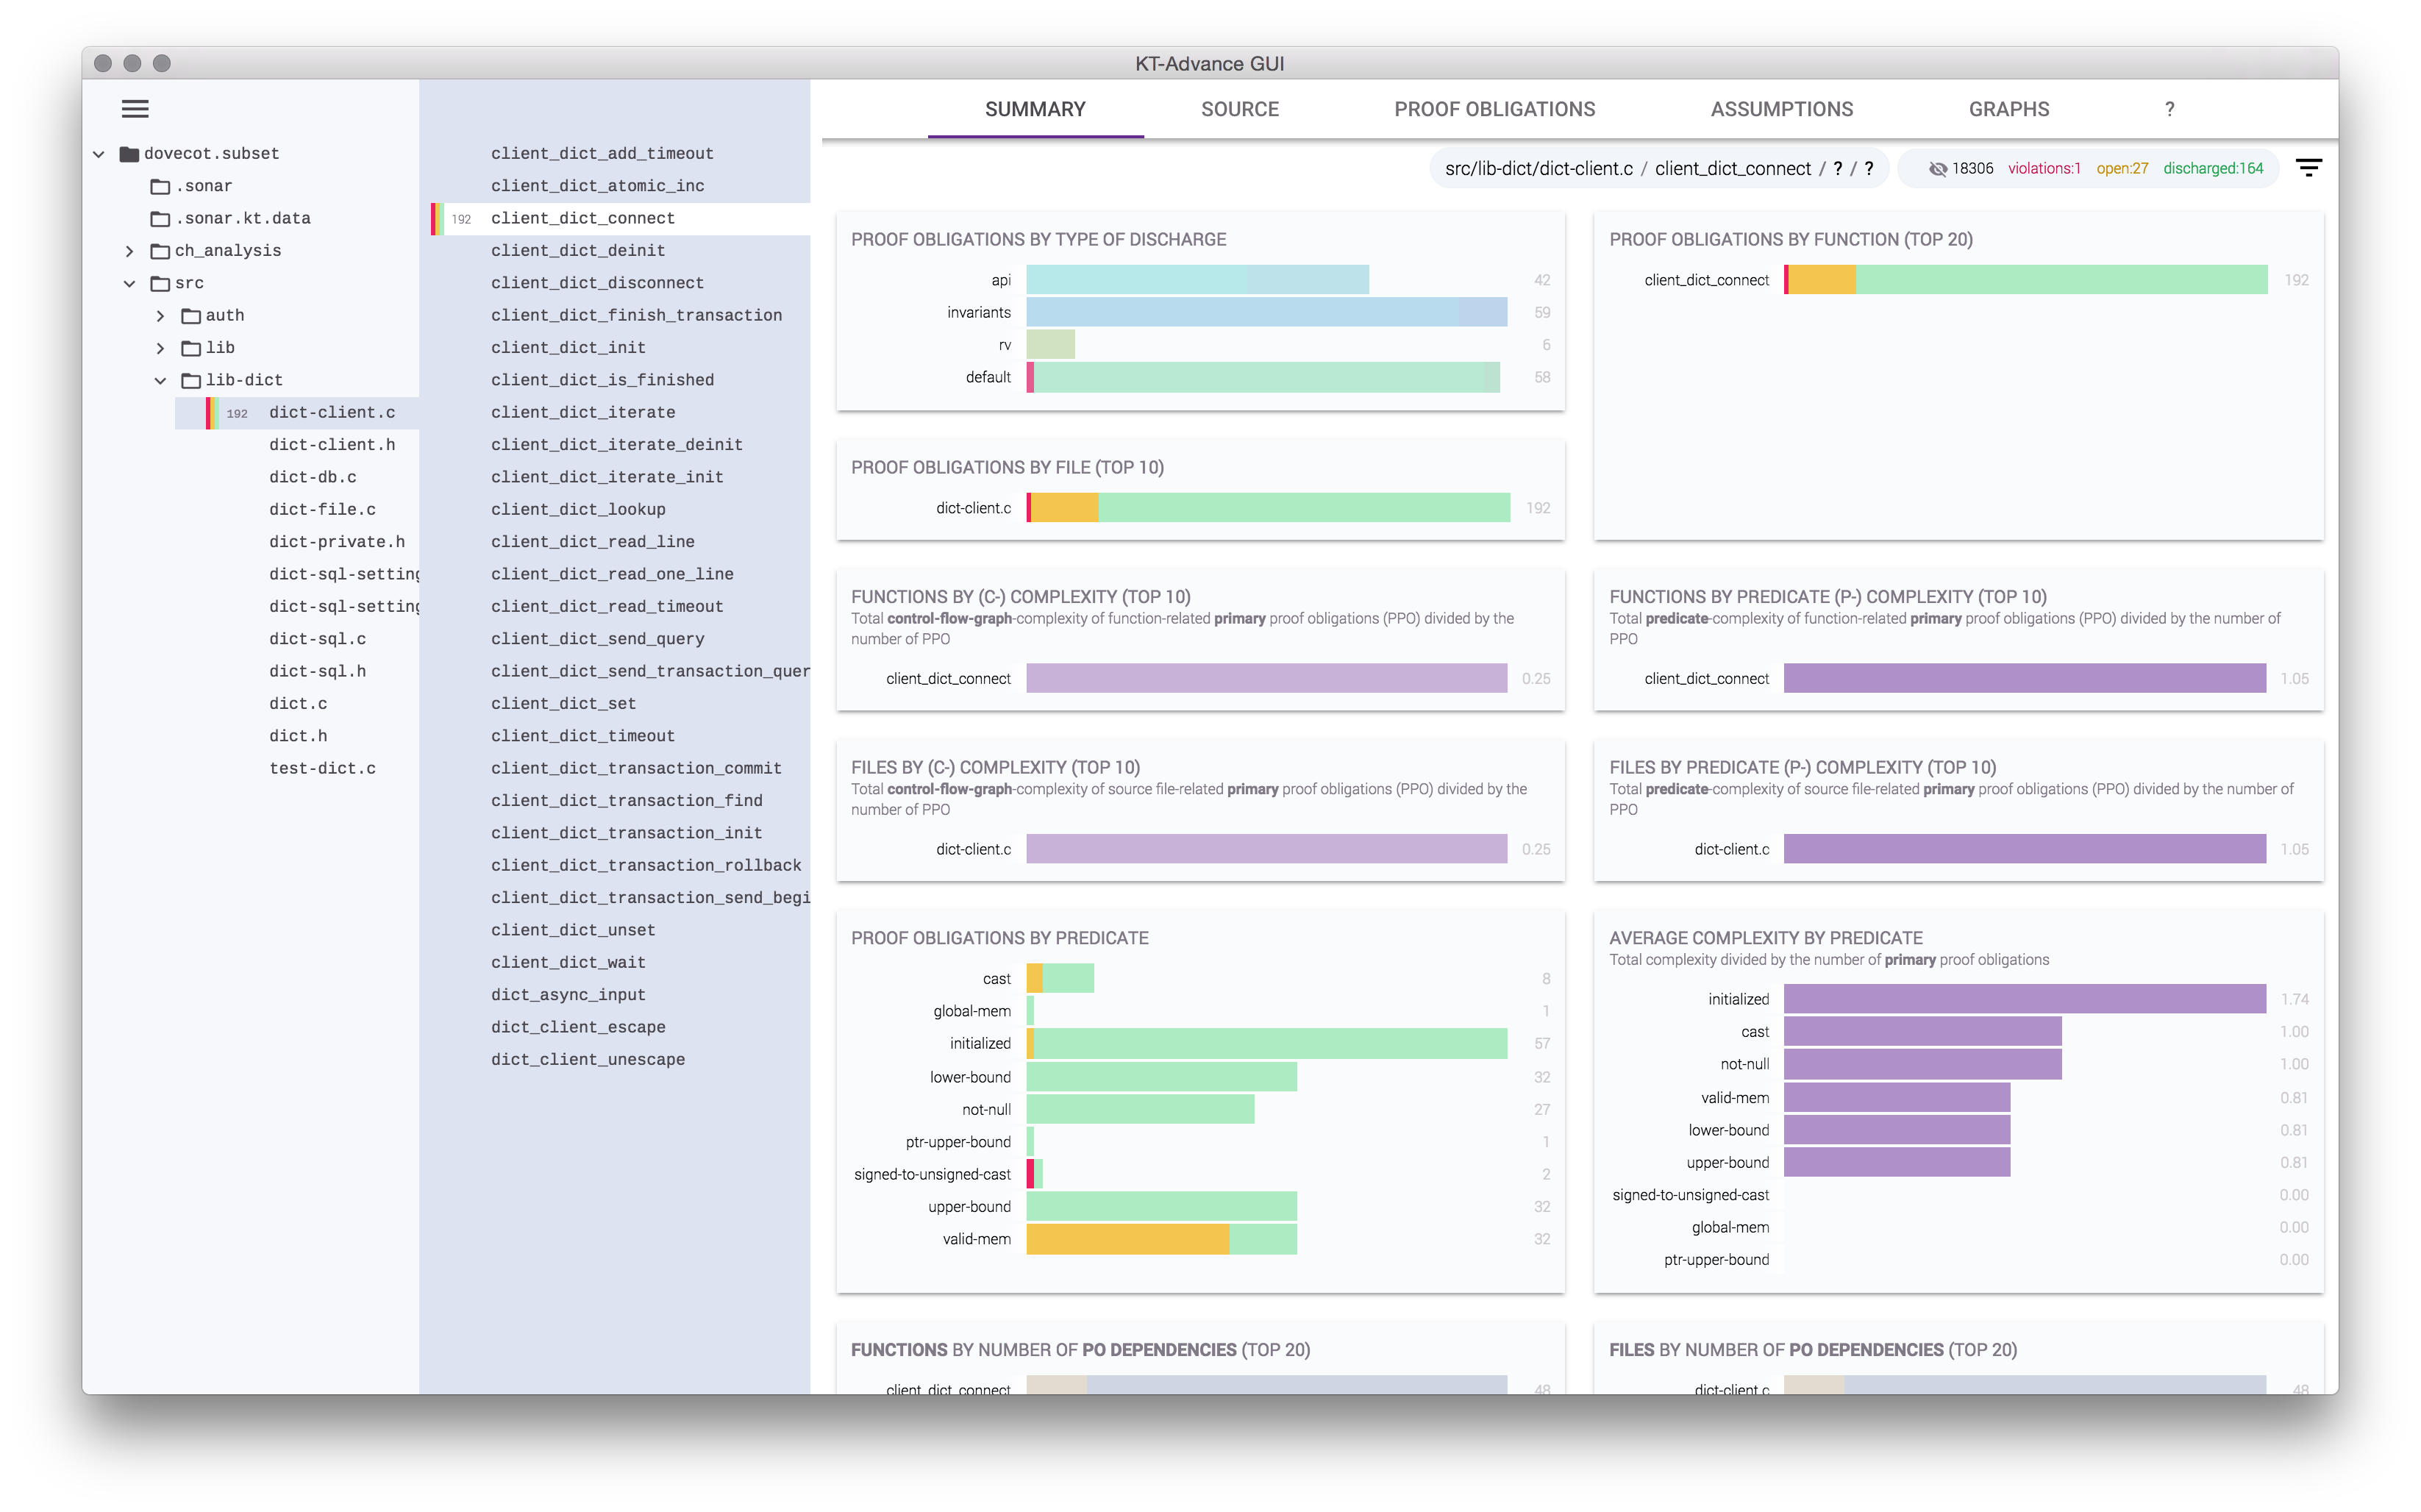 KT-Advance GUI
dovecot.subset
.sonar
.sonar.kt.data
ch_analysis
src
auth
lib
lib-dict
192 dict-client.c
dict-client.h
dict-db.c
dict-file.c
dict-private.h
dict-sql-setting
dict-sql-setting
dict-sql.c
dict-sql.h
dict.c
dict.h
test-dict.c
client_dict_add_timeout
client_dict_atomic_inc
192 client_dict_connect
client_dict_deinit
client_dict_disconnect
client_dict_finish_transaction
client_dict_init
client_dict_is_finished
client_dict_iterate
client_dict_iterate_deinit
client_dict_iterate_init
client_dict_lookup
client_dict_read_line
client_dict_read_one_line
client_dict_read_timeout
client_dict_send_query
client_dict_send_transaction_quer
client_dict_set
client_dict_timeout
client_dict_transaction_commit
client_dict_transaction_find
client_dict_transaction_init
client_dict_transaction_rollback
client_dict_transaction_send_begi
client_dict_unset
client_dict_wait
dict_async_input
dict_client_escape
dict_client_unescape
SUMMARY SOURCE PROOF OBLIGATIONS ASSUMPTIONS GRAPHS ?
src/lib-dict/dict-client.c / client_dict_connect / ? / ? 18306 violations:1 open:27 discharged:164
PROOF OBLIGATIONS BY TYPE OF DISCHARGE
api 42
invariants 59
rv 6
default 58
PROOF OBLIGATIONS BY FUNCTION (TOP 20)
client_dict_connect 192
PROOF OBLIGATIONS BY FILE (TOP 10)
dict-client.c 192
FUNCTIONS BY (C-) COMPLEXITY (TOP 10)
Total control-flow-graph-complexity of function-related primary proof obligations (PPO) divided by the
number of PPO
client_dict_connect 0.25
FUNCTIONS BY PREDICATE (P-) COMPLEXITY (TOP 10)
Total predicate-complexity of function-related primary proof obligations (PPO) divided by the number of
PPO
client_dict_connect 1.05
FILES BY (C-) COMPLEXITY (TOP 10)
Total control-flow-graph-complexity of source file-related primary proof obligations (PPO) divided by the
number of PPO
dict-client.c 0.25
FILES BY PREDICATE (P-) COMPLEXITY (TOP 10)
Total predicate-complexity of source file-related primary proof obligations (PPO) divided by the number of
PPO
dict-client.c 1.05
PROOF OBLIGATIONS BY PREDICATE
cast 8
global-mem 1
initialized 57
lower-bound 32
not-null 27
ptr-upper-bound 1
signed-to-unsigned-cast 2
upper-bound 32
valid-mem 32
AVERAGE COMPLEXITY BY PREDICATE
Total complexity divided by the number of primary proof obligations
initialized 1.74
cast 1.00
not-null 1.00
valid-mem 0.81
lower-bound 0.81
upper-bound 0.81
signed-to-unsigned-cast 0.00
global-mem 0.00
ptr-upper-bound 0.00
FUNCTIONS BY NUMBER OF PO DEPENDENCIES (TOP 20)
client_dict_connect 48
FILES BY NUMBER OF PO DEPENDENCIES (TOP 20)
dict-client.c 48